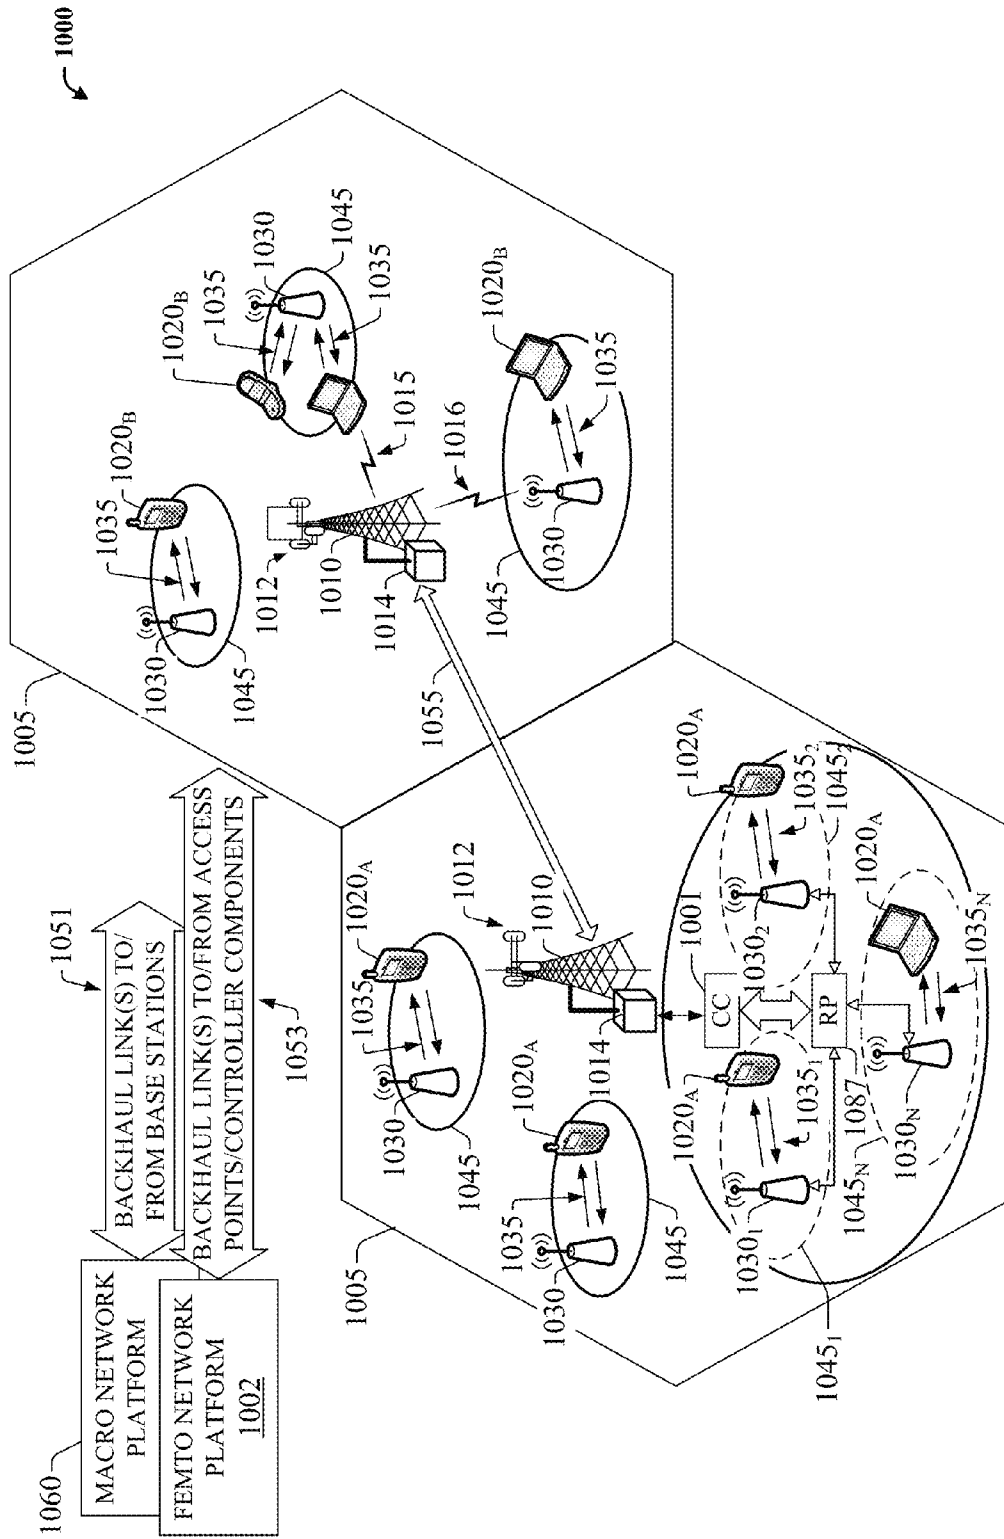 1060
MACRO NETWORK
PLATFORM
FEMTO NETWORK
PLATFORM
1002
1051
BACKHAUL LINK(S) TO/
FROM BASE STATIONS
BACKHAUL LINK(S) TO/FROM ACCESS
POINTS/CONTROLLER COMPONENTS
1053
1000
1005
1035
1020B
1030
1045
1020B
1035
1030
1045
1035
1012
1010
1014
1015
1016
1020B
1035
1045
1030
1055
1005
1035
1020A
1030
1045
1012
1010
1014
1020A
1035
1030
1045
1001
CC
RP
1087
1020A
1035₁
1030₁
1045₁
1020A
1035₂
1045₂
1030₂
1020A
1035N
1045N
1030N